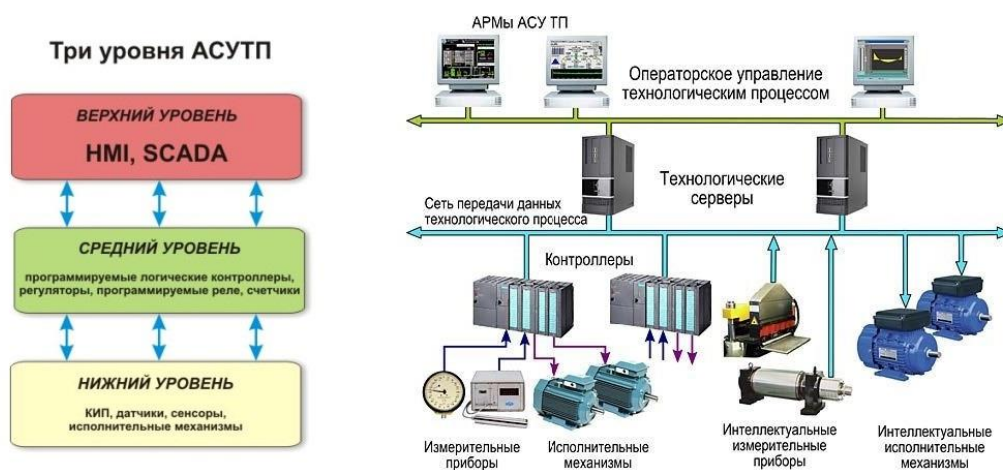 Три уровня АСУТП
ВЕРХНИЙ УРОВЕНЬ
HMI, SCADA
СРЕДНИЙ УРОВЕНЬ
программируемые логические контроллеры,
регуляторы, программируемые реле, счетчики
НИЖНИЙ УРОВЕНЬ
КИП, датчики, сенсоры,
исполнительные механизмы
АРМы АСУ ТП
Операторское управление
технологическим процессом
Технологические
серверы
Сеть передачи данных
технологического процесса
Контроллеры
Измерительные
приборы
Исполнительные
механизмы
Интеллектуальные
измерительные
приборы
Интеллектуальные
исполнительные
механизмы